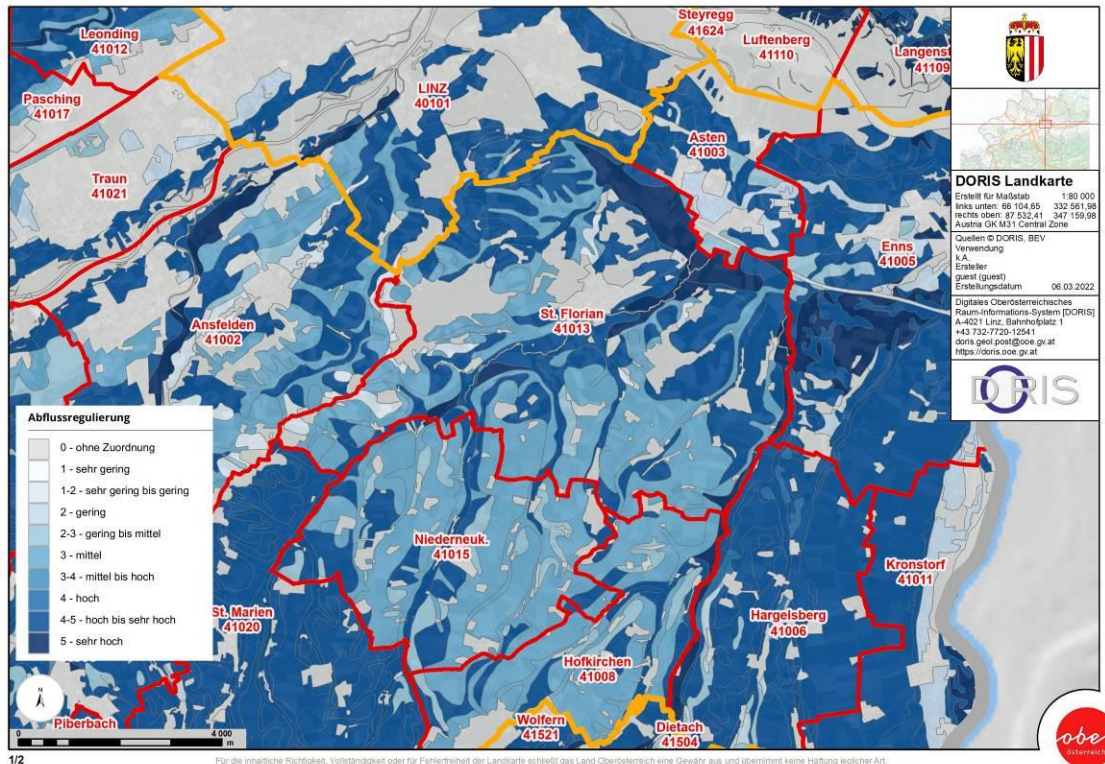 Leonding
41012
Steyregg
41624
Luftenberg
41110
Langenst
41109
Pasching
41017
LINZ
40101
Asten
41003
Traun
41021
Enns
41005
Ansfelden
41002
St. Florian
41013
Niederneuk.
41015
Kronstorf
41011
St. Marien
41020
Hargelsberg
41006
Hofkirchen
41008
Piberbach
Wolfern
41521
Dietach
41504
Abflussregulierung
0 - ohne Zuordnung
1 - sehr gering
1-2 - sehr gering bis gering
2 - gering
2-3 - gering bis mittel
3 - mittel
3-4 - mittel bis hoch
4 - hoch
4-5 - hoch bis sehr hoch
5 - sehr hoch
N
0
4 000
m
DORIS Landkarte
Erstellt für Maßstab 1:80 000
links unten: 66 104,65 332 561,98
rechts oben: 87 532,41 347 159,98
Austria GK M31 Central Zone
Quellen © DORIS, BEV
Verwendung
k.A.
Ersteller
guest (guest)
Erstellungsdatum 06.03.2022
Digitales Oberösterreichisches
Raum-Informations-System [DORIS]
A-4021 Linz, Bahnhofplatz 1
+43 732-7720-12541
doris.geol.post@ooe.gv.at
https://doris.ooe.gv.at
DORIS
ober
österreich
1/2
Für die inhaltliche Richtigkeit, Vollständigkeit oder für Fehlerfreiheit der Landkarte schließt das Land Oberösterreich eine Gewähr aus und übernimmt keine Haftung jeglicher Art.